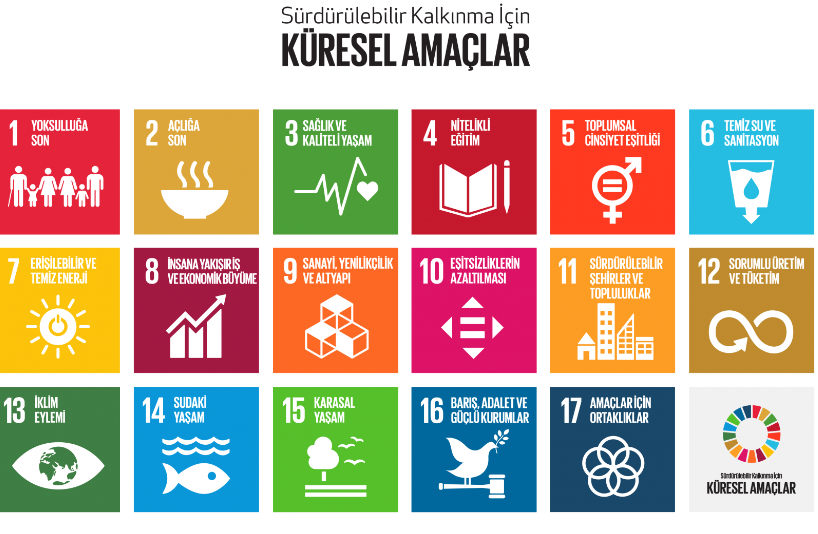 Sürdürülebilir Kalkınma İçin
KÜRESEL AMAÇLAR
1 YOKSULLUĞA
SON
2 AÇLIĞA
SON
3 SAĞLIK VE
KALİTELİ YAŞAM
4 NİTELİKLİ
EĞİTİM
5 TOPLUMSAL
CİNSİYET EŞİTLİĞİ
6 TEMİZ SU VE
SANİTASYON
7 ERİŞİLEBİLİR VE
TEMİZ ENERJİ
8 İNSANA YAKIŞIR İŞ
VE EKONOMİK BÜYÜME
9 SANAYİ, YENİLİKÇİLİK
VE ALTYAPI
10 EŞİTSİZLİKLERİN
AZALTILMASI
11 SÜRDÜRÜLEBİLİR
ŞEHİRLER VE
TOPLULUKLAR
12 SORUMLU ÜRETİM
VE TÜKETİM
13 İKLİM
EYLEMİ
14 SUDAKİ
YAŞAM
15 KARASAL
YAŞAM
16 BARIŞ, ADALET VE
GÜÇLÜ KURUMLAR
17 AMAÇLAR İÇİN
ORTAKLIKLAR
Sürdürülebilir Kalkınma İçin
KÜRESEL AMAÇLAR